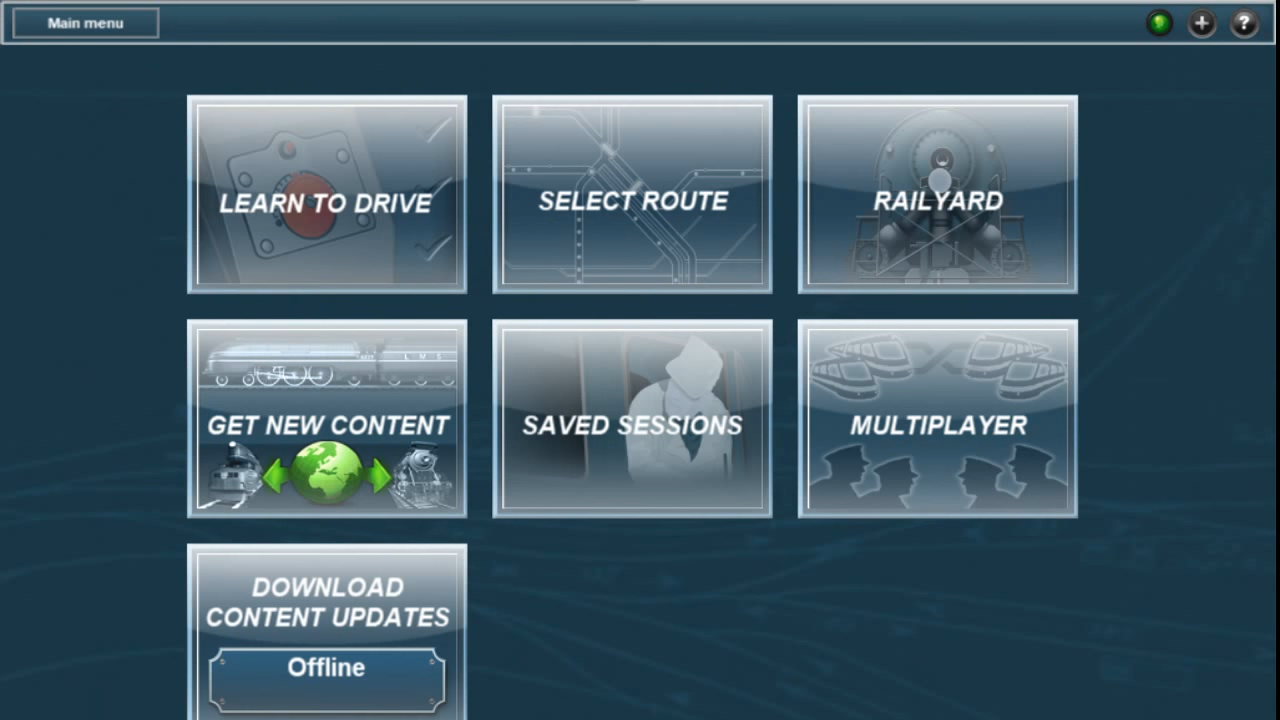 Main menu
?
LEARN TO DRIVE
SELECT ROUTE
RAILYARD
L M S
GET NEW CONTENT
SAVED SESSIONS
MULTIPLAYER
DOWNLOAD
CONTENT UPDATES
Offline